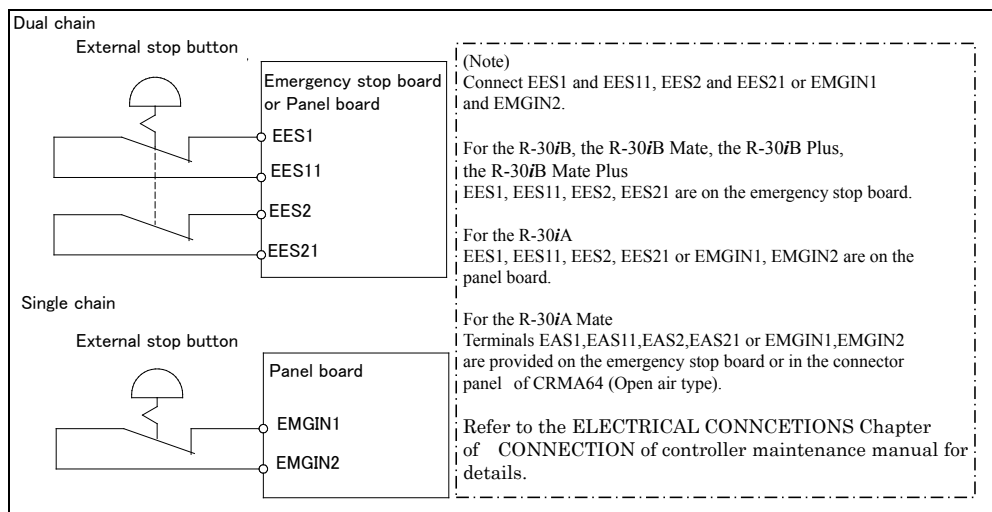 Dual chain
External stop button
Emergency stop board
or Panel board
EES1
EES11
EES2
EES21
Single chain
External stop button
Panel board
EMGIN1
EMGIN2
(Note)
Connect EES1 and EES11, EES2 and EES21 or EMGIN1
and EMGIN2.
For the R-30iB, the R-30iB Mate, the R-30iB Plus,
the R-30iB Mate Plus
EES1, EES11, EES2, EES21 are on the emergency stop board.
For the R-30iA
EES1, EES11, EES2, EES21 or EMGIN1, EMGIN2 are on the
panel board.
For the R-30iA Mate
Terminals EAS1,EAS11,EAS2,EAS21 or EMGIN1,EMGIN2
are provided on the emergency stop board or in the connector
panel of CRMA64 (Open air type).
Refer to the ELECTRICAL CONNCETIONS Chapter
of CONNECTION of controller maintenance manual for
details.